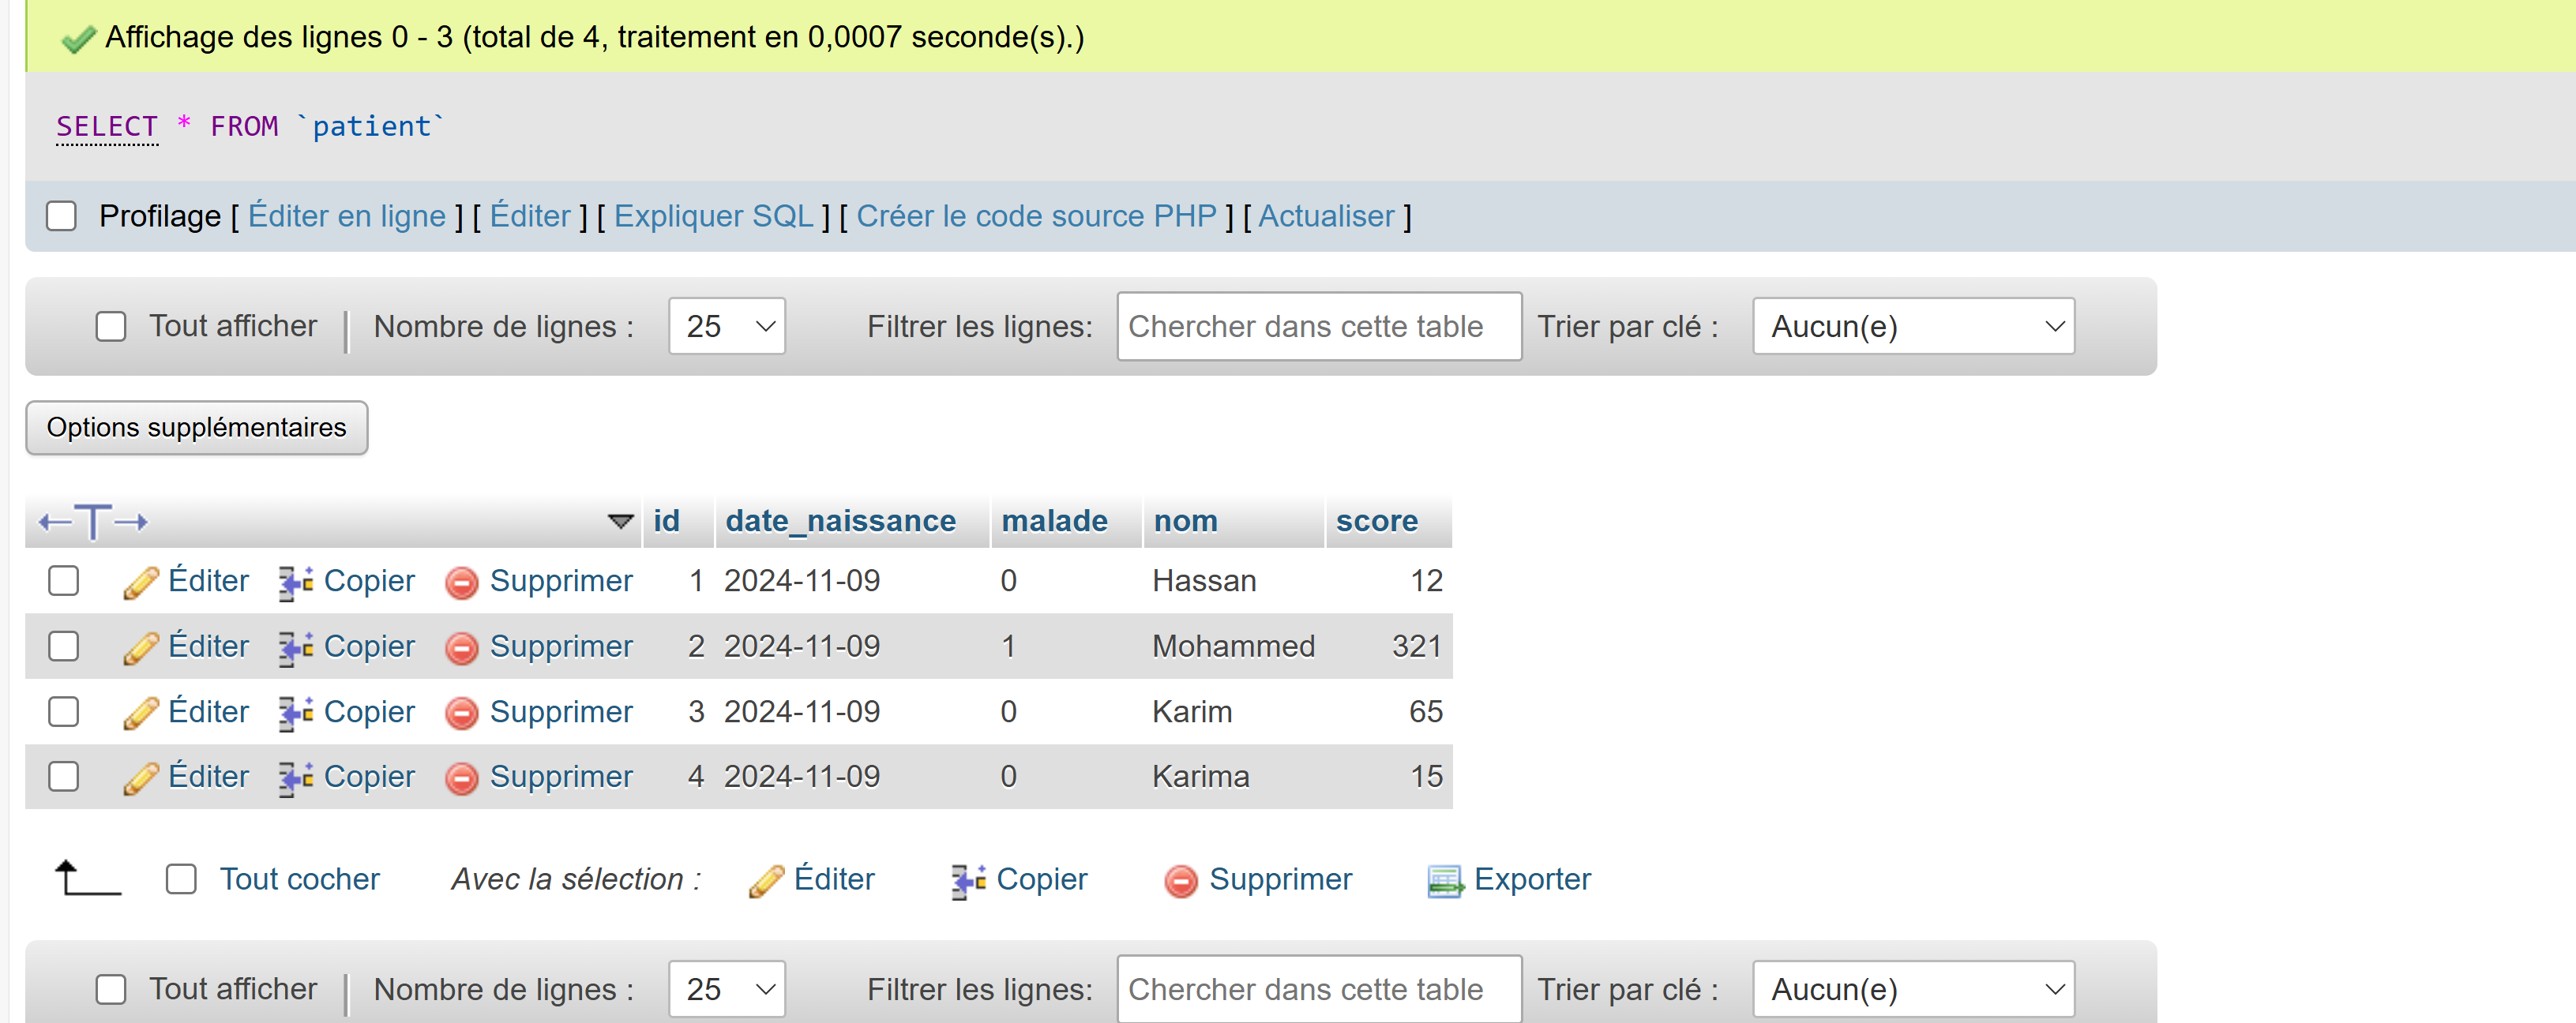 Affichage des lignes 0 - 3 (total de 4, traitement en 0,0007 seconde(s).)
SELECT * FROM `patient`
Profilage [ Éditer en ligne ] [ Éditer ] [ Expliquer SQL ] [ Créer le code source PHP ] [ Actualiser ]
Tout afficher | Nombre de lignes : 25 Filtrer les lignes: Chercher dans cette table Trier par clé : Aucun(e)
Options supplémentaires
←T→ id date_naissance malade nom score
Éditer Copier Supprimer 1 2024-11-09 0 Hassan 12
Éditer Copier Supprimer 2 2024-11-09 1 Mohammed 321
Éditer Copier Supprimer 3 2024-11-09 0 Karim 65
Éditer Copier Supprimer 4 2024-11-09 0 Karima 15
Tout cocher Avec la sélection : Éditer Copier Supprimer Exporter
Tout afficher | Nombre de lignes : 25 Filtrer les lignes: Chercher dans cette table Trier par clé : Aucun(e)